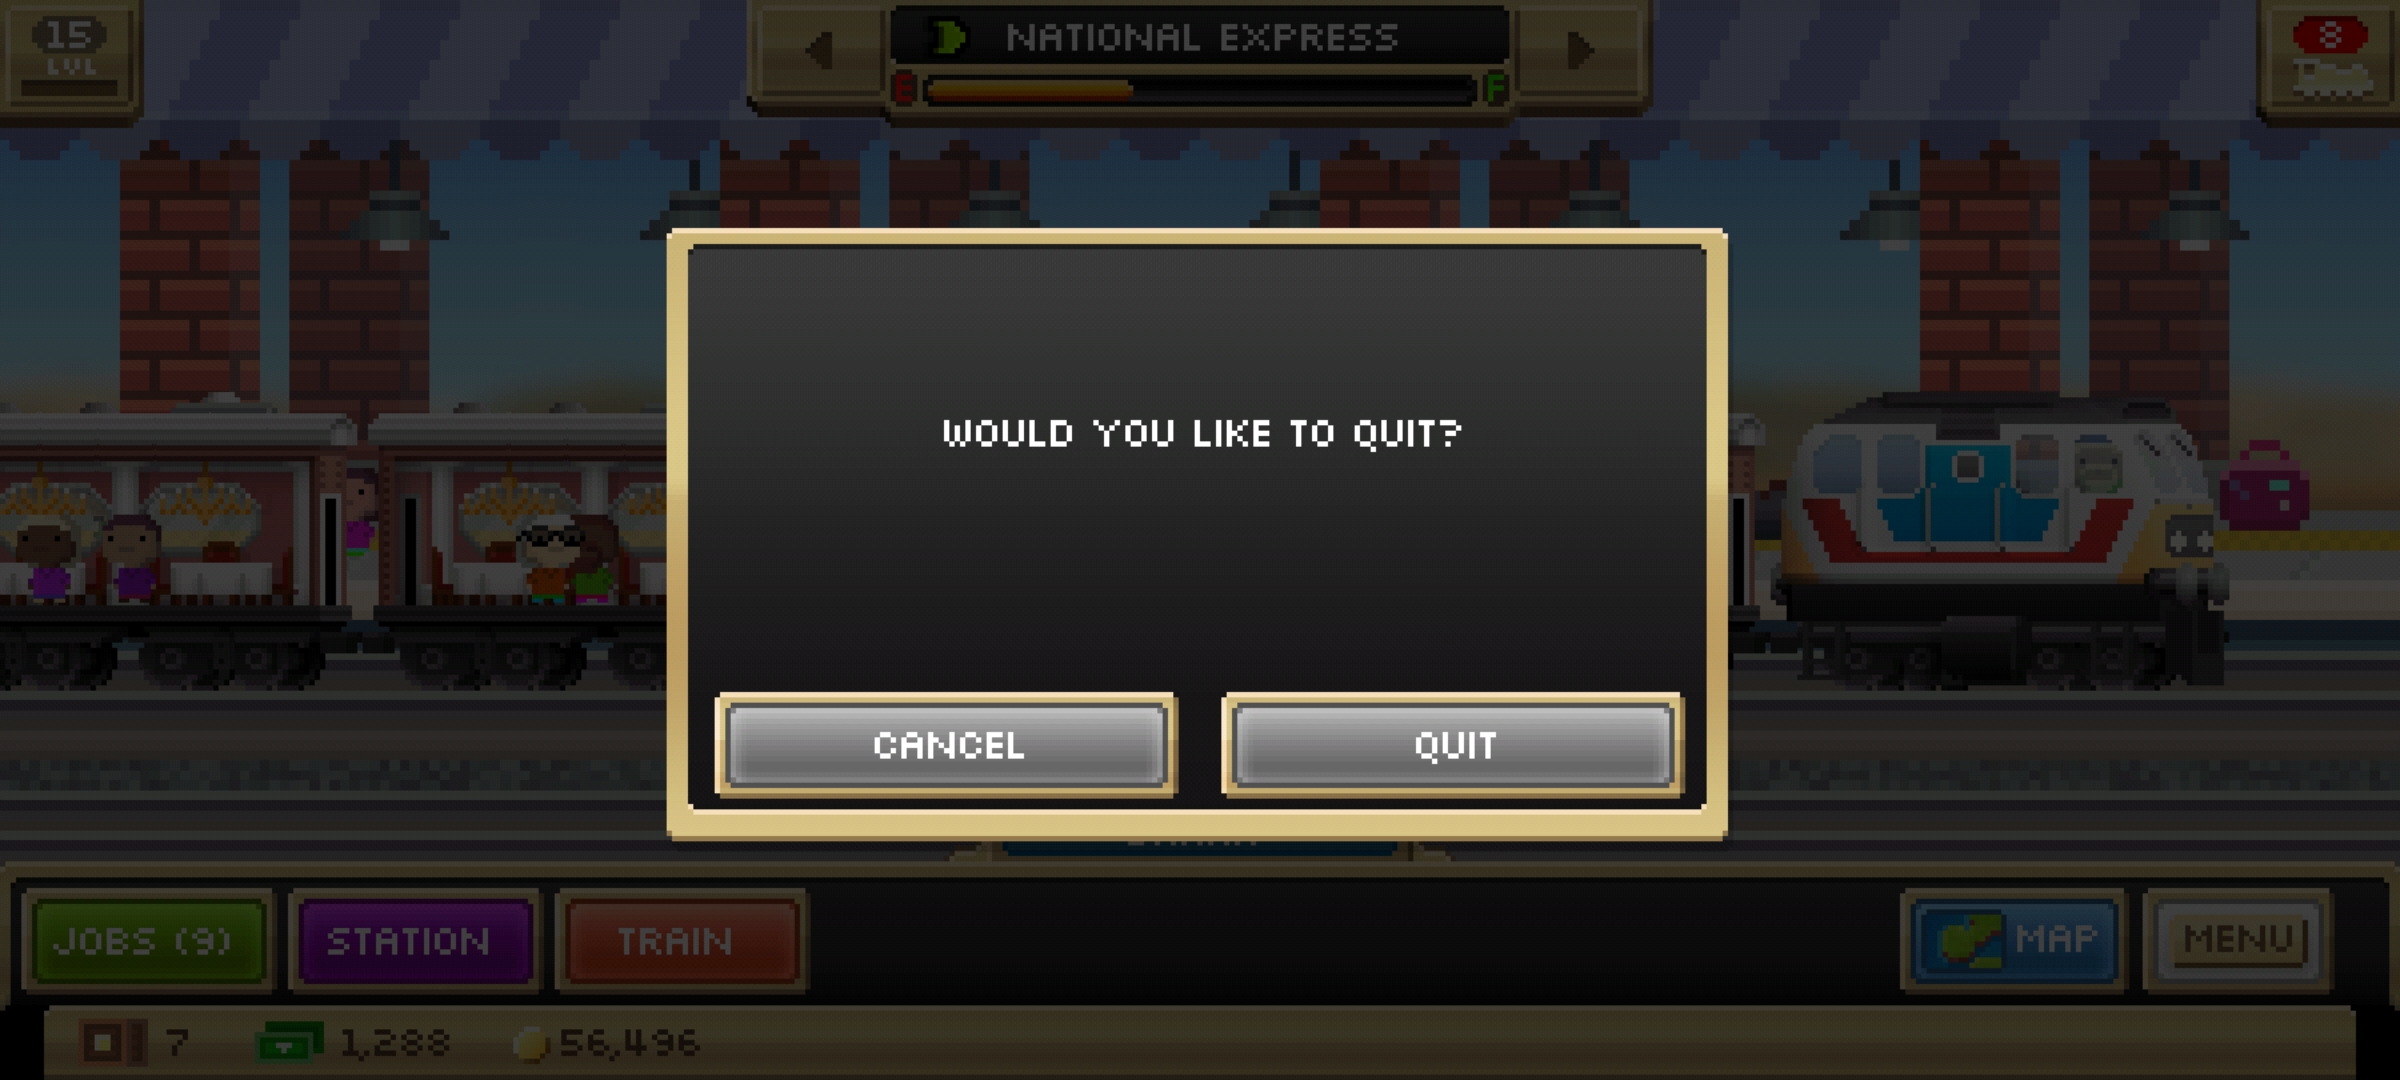 15
LVL
NATIONAL EXPRESS
E F
8
WOULD YOU LIKE TO QUIT?
CANCEL QUIT
JOBS (9) STATION TRAIN MAP MENU
7 1,288 56,496